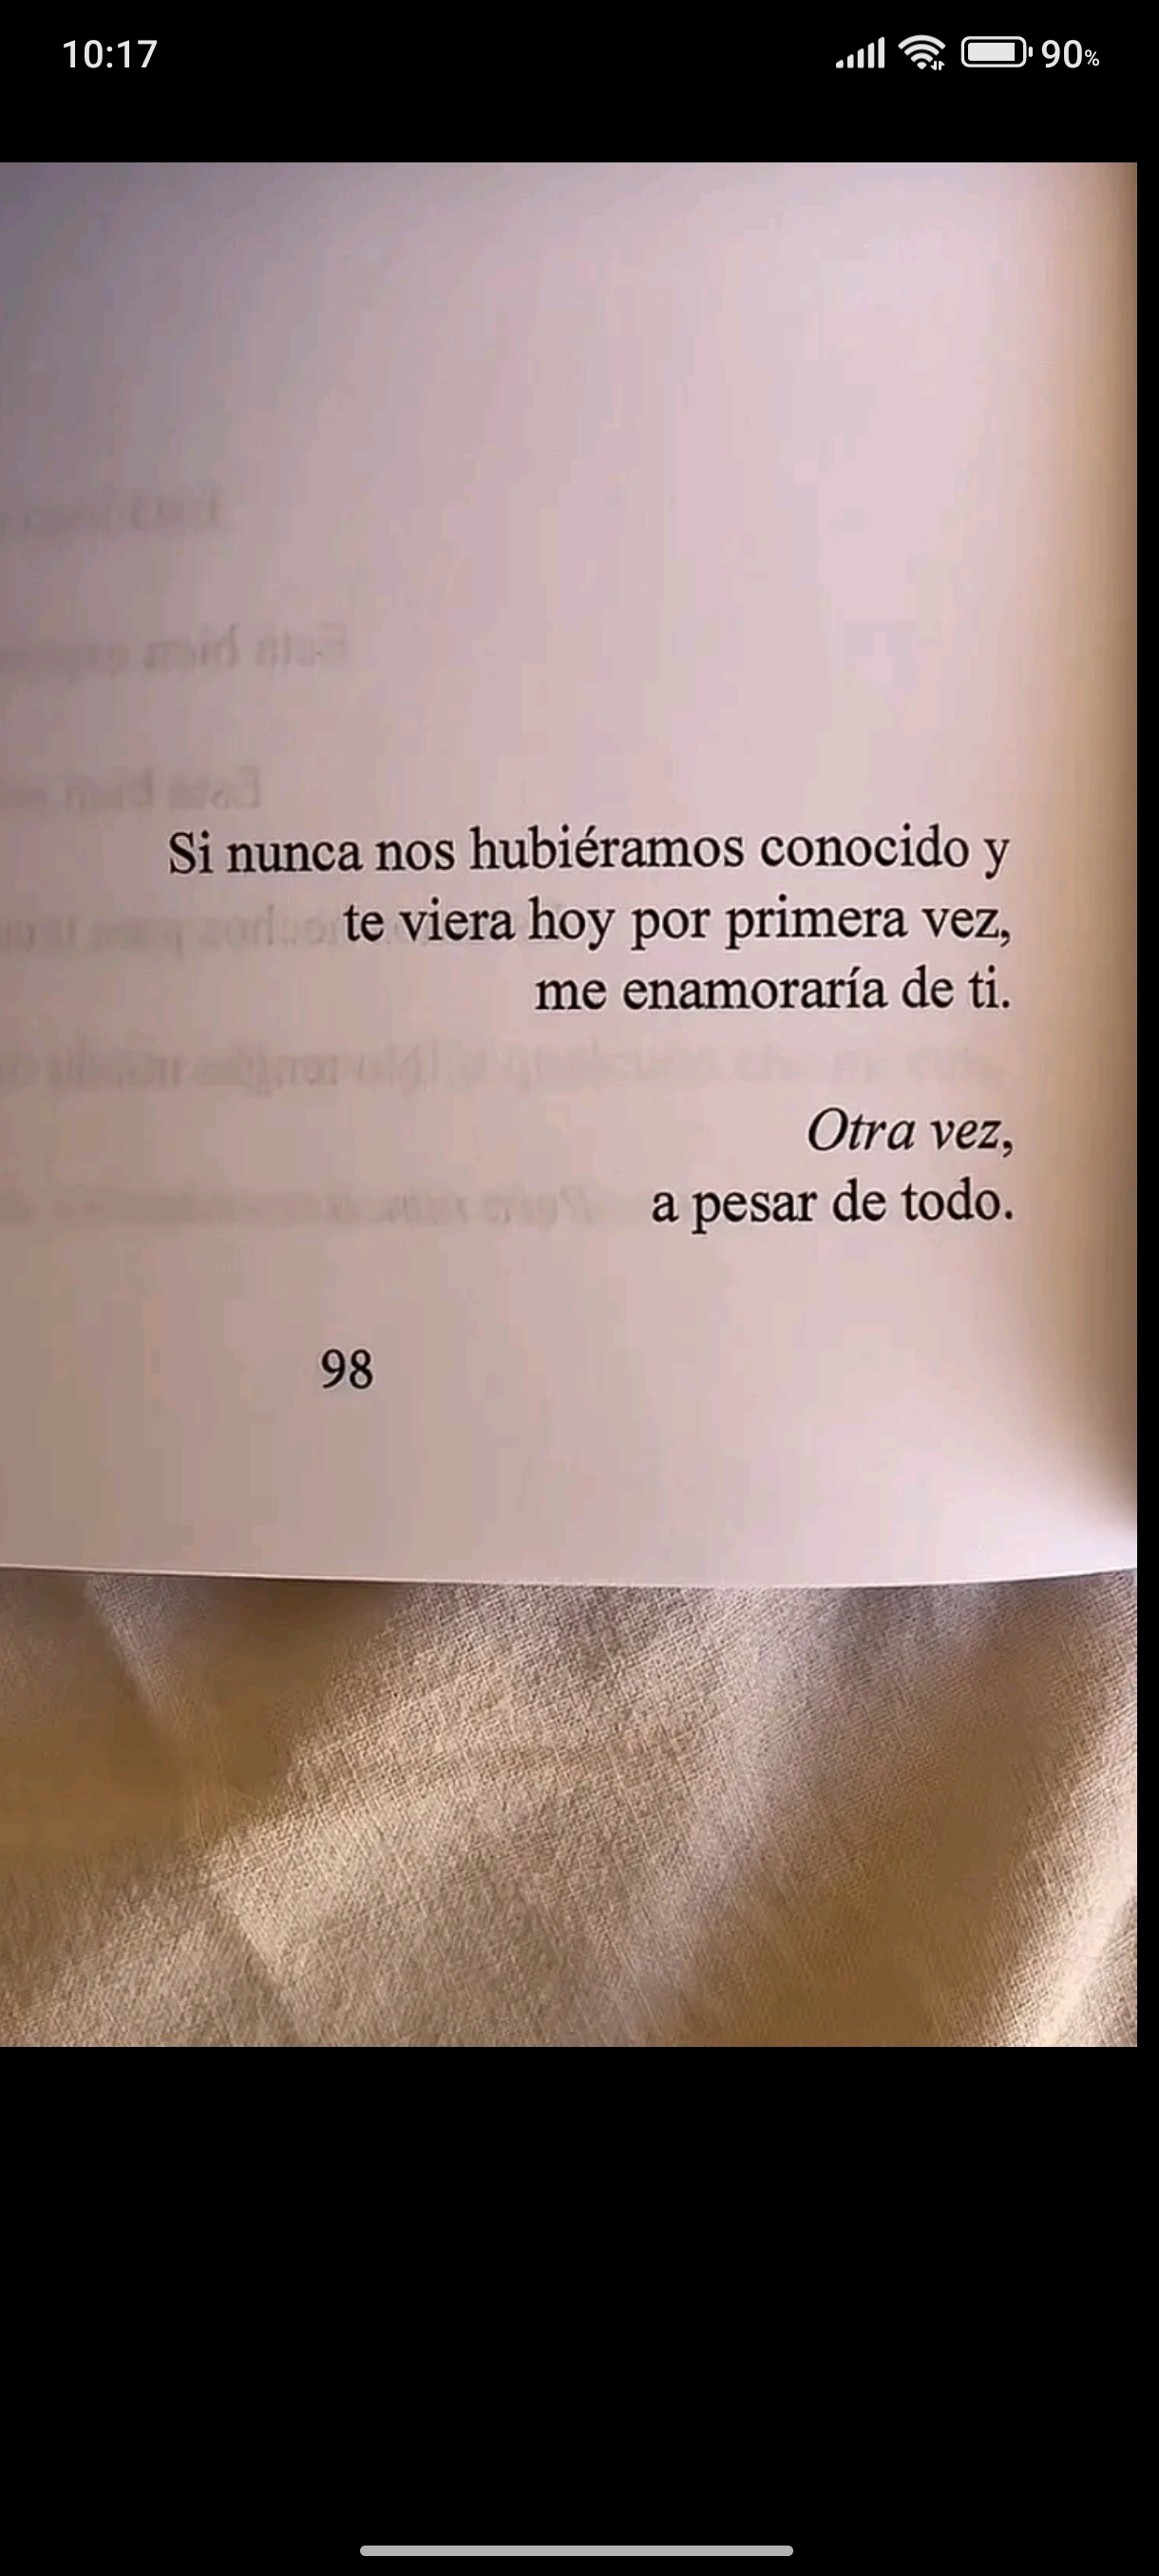 10:17
90%
Si nunca nos hubiéramos conocido y
te viera hoy por primera vez,
me enamoraría de ti.
Otra vez,
a pesar de todo.
98